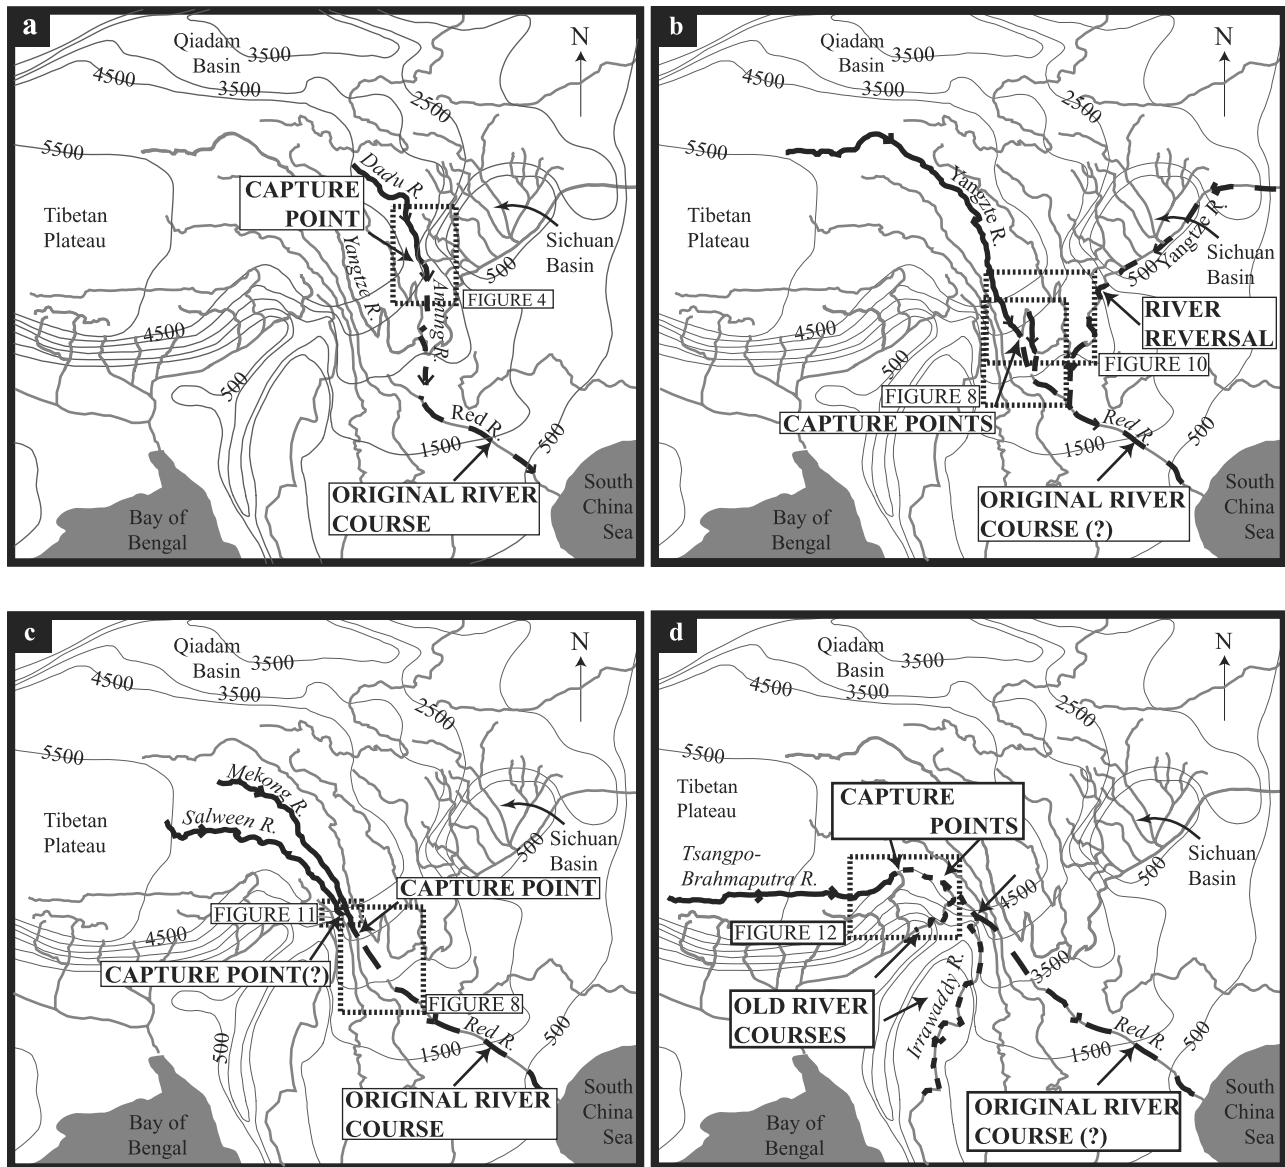 a
Qiadam
Basin
3500
N
4500
3500
2500
5500
Dadu R.
CAPTURE
POINT
Tibetan
Plateau
Yangtze R.
Sichuan
Basin
500
FIGURE 4
Anning R.
4500
500
Red R.
1500
500
ORIGINAL RIVER
COURSE
South
China
Sea
Bay of
Bengal
b
Qiadam
Basin
3500
N
4500
3500
2500
5500
Yangzte R.
Tibetan
Plateau
Yangtze R.
Sichuan
Basin
500
RIVER
REVERSAL
4500
500
FIGURE 10
FIGURE 8
CAPTURE POINTS
Red R.
1500
500
ORIGINAL RIVER
COURSE (?)
South
China
Sea
Bay of
Bengal
c
Qiadam
Basin
3500
N
4500
3500
2500
5500
Mekong R.
Salween R.
Tibetan
Plateau
Sichuan
Basin
500
CAPTURE POINT
FIGURE 11
4500
CAPTURE POINT(?)
FIGURE 8
500
Red R.
1500
500
ORIGINAL RIVER
COURSE
South
China
Sea
Bay of
Bengal
d
Qiadam
Basin
3500
N
4500
3500
2500
5500
Tibetan
Plateau
CAPTURE
POINTS
Tsangpo-
Brahmaputra R.
Sichuan
Basin
500
4500
FIGURE 12
3500
OLD RIVER
COURSES
Irrawaddy R.
Red R.
1500
500
ORIGINAL RIVER
COURSE (?)
South
China
Sea
Bay of
Bengal